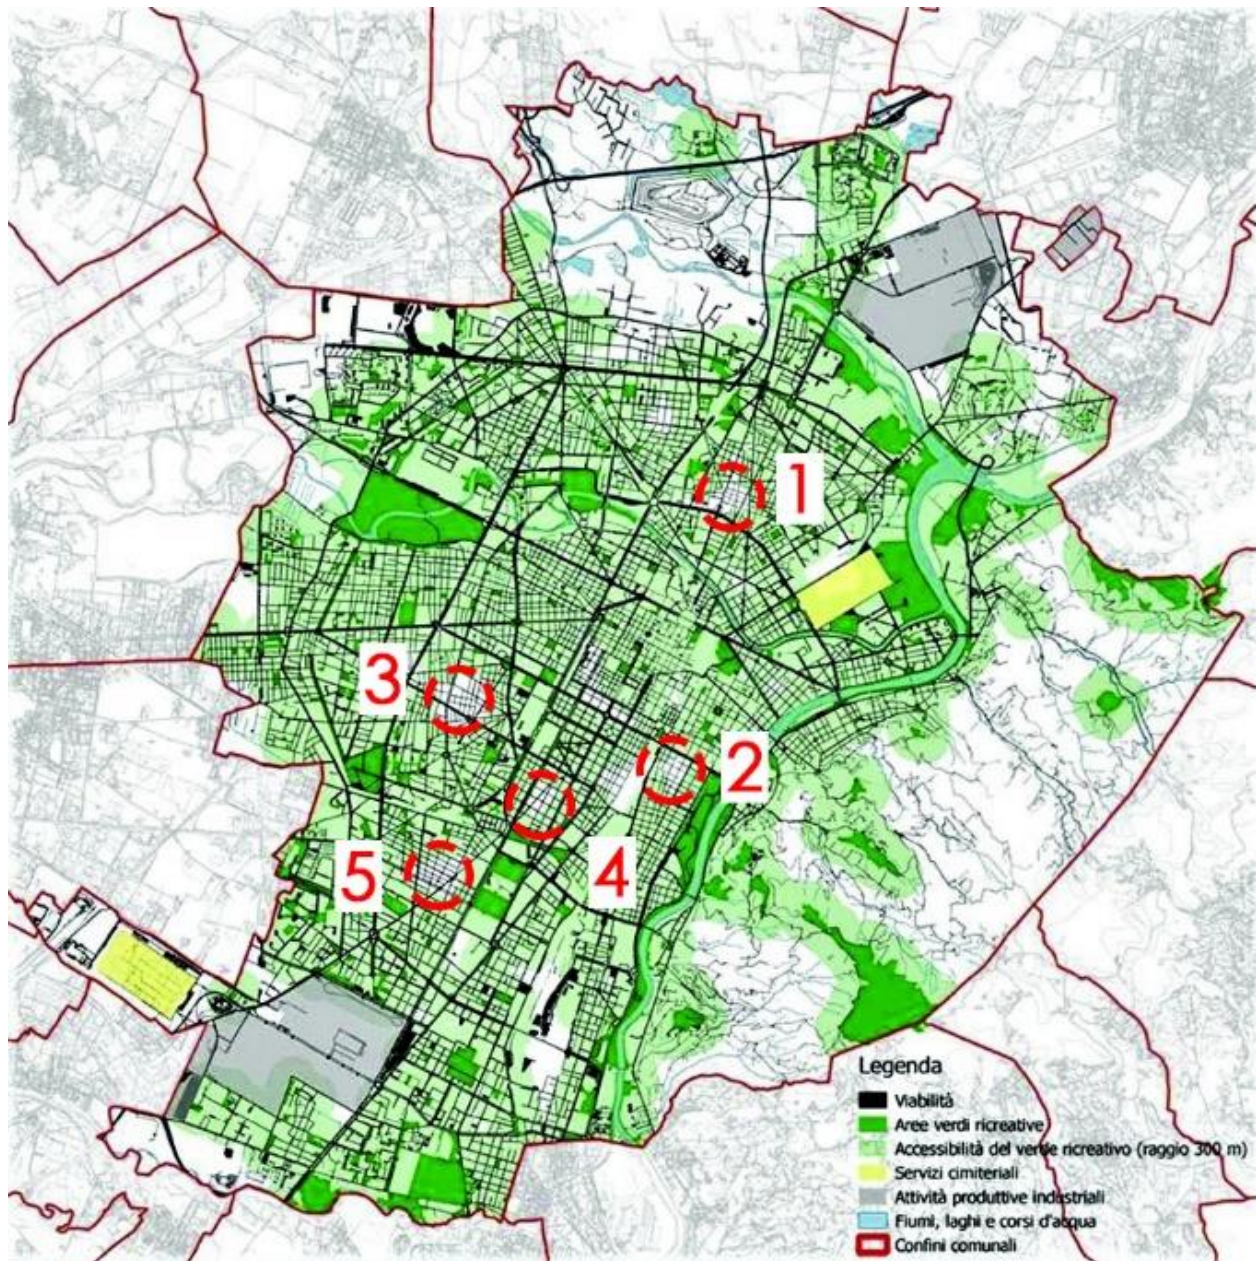 1
3
2
5
4
Legenda
Viabilità
Aree verdi ricreative
Accessibilità del verde ricreativo (raggio 300 m)
Servizi cimiteriali
Attività produttive industriali
Fiumi, laghi e corsi d'acqua
Confini comunali